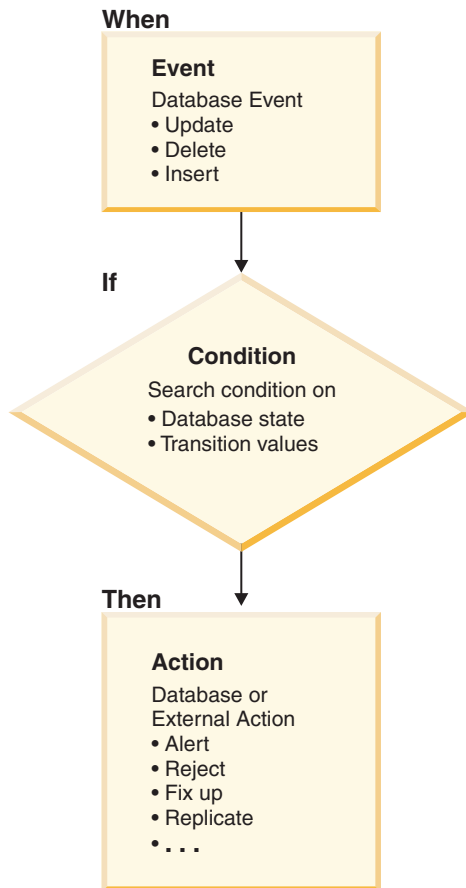 When
Event
Database Event
• Update
• Delete
• Insert
If
Condition
Search condition on
• Database state
• Transition values
Then
Action
Database or
External Action
• Alert
• Reject
• Fix up
• Replicate
• . . .